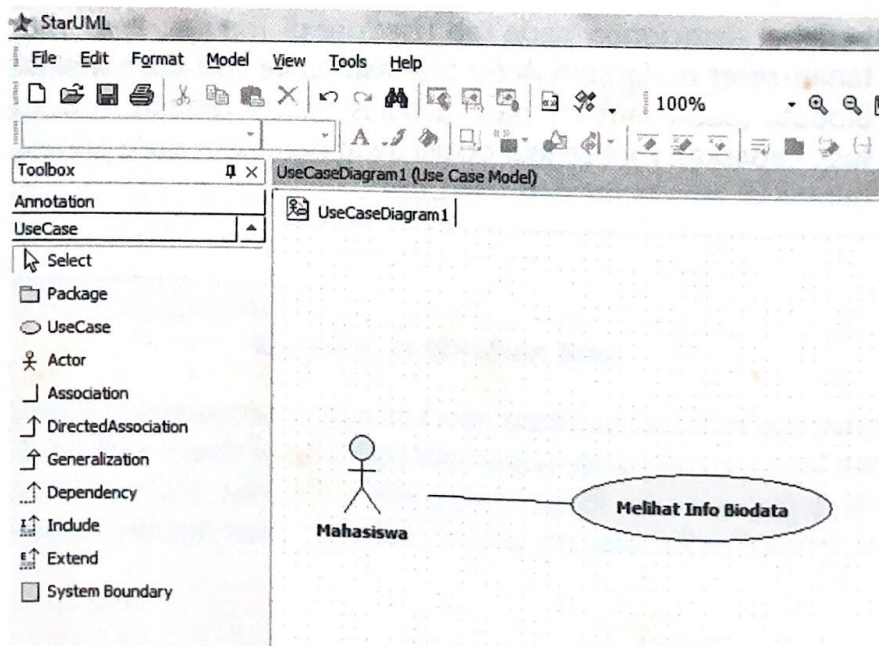 StarUML
File Edit Format Model View Tools Help
100%
Toolbox
UseCaseDiagram1 (Use Case Model)
Annotation
UseCase
UseCaseDiagram1
Select
Package
UseCase
Actor
Association
DirectedAssociation
Generalization
Dependency
Include
Extend
System Boundary
Mahasiswa
Melihat Info Biodata